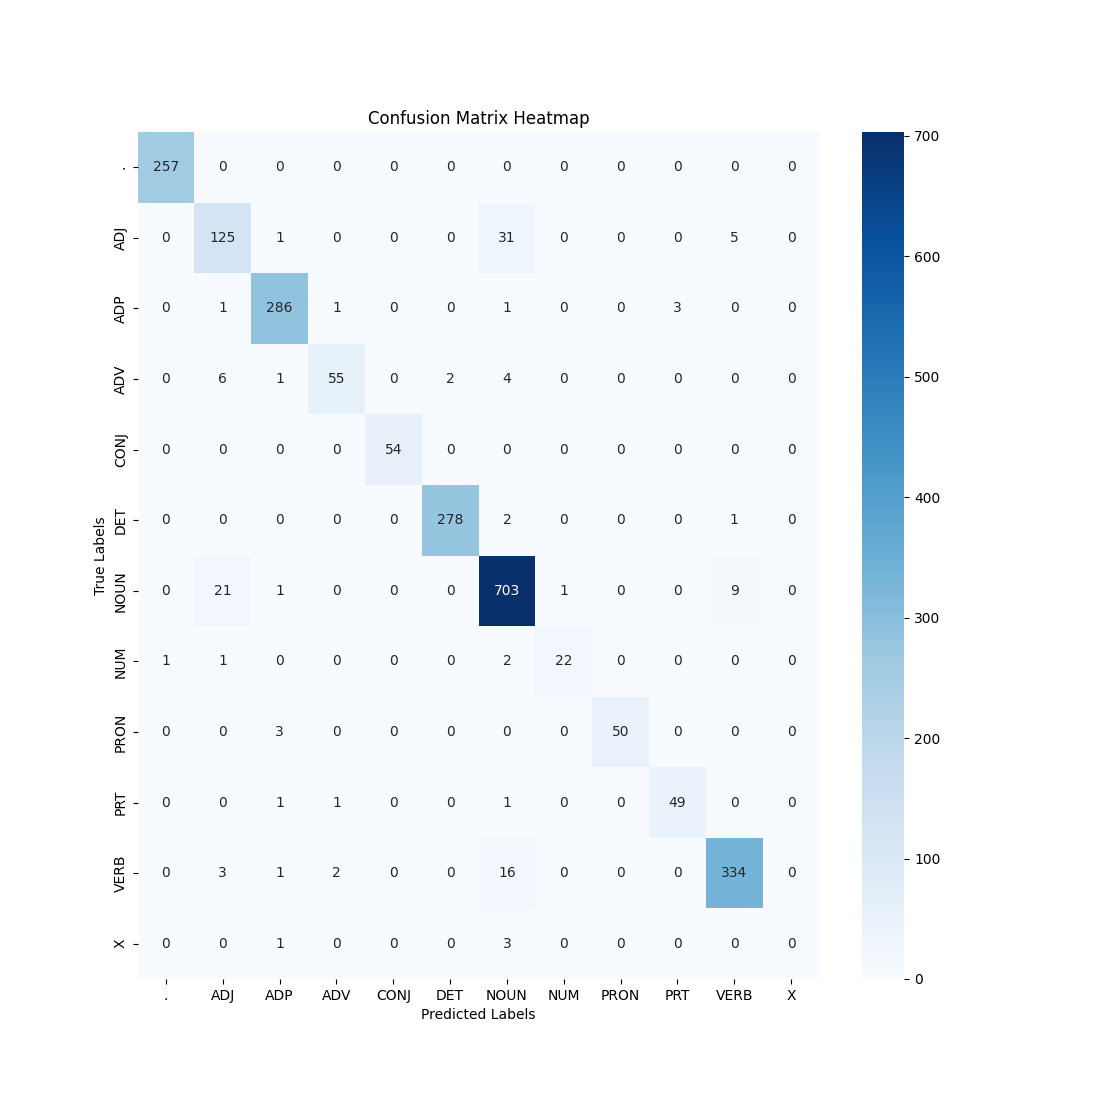 Confusion Matrix Heatmap
. 257 0 0 0 0 0 0 0 0 0 0 0
ADJ 0 125 1 0 0 0 31 0 0 0 5 0
ADP 0 1 286 1 0 0 1 0 0 3 0 0
ADV 0 6 1 55 0 2 4 0 0 0 0 0
CONJ 0 0 0 0 54 0 0 0 0 0 0 0
DET 0 0 0 0 0 278 2 0 0 0 1 0
NOUN 0 21 1 0 0 0 703 1 0 0 9 0
NUM 1 1 0 0 0 0 2 22 0 0 0 0
PRON 0 0 3 0 0 0 0 0 50 0 0 0
PRT 0 0 1 1 0 0 1 0 0 49 0 0
VERB 0 3 1 2 0 0 16 0 0 0 334 0
X 0 0 1 0 0 0 3 0 0 0 0 0
. ADJ ADP ADV CONJ DET NOUN NUM PRON PRT VERB X
Predicted Labels
True Labels
700
600
500
400
300
200
100
0